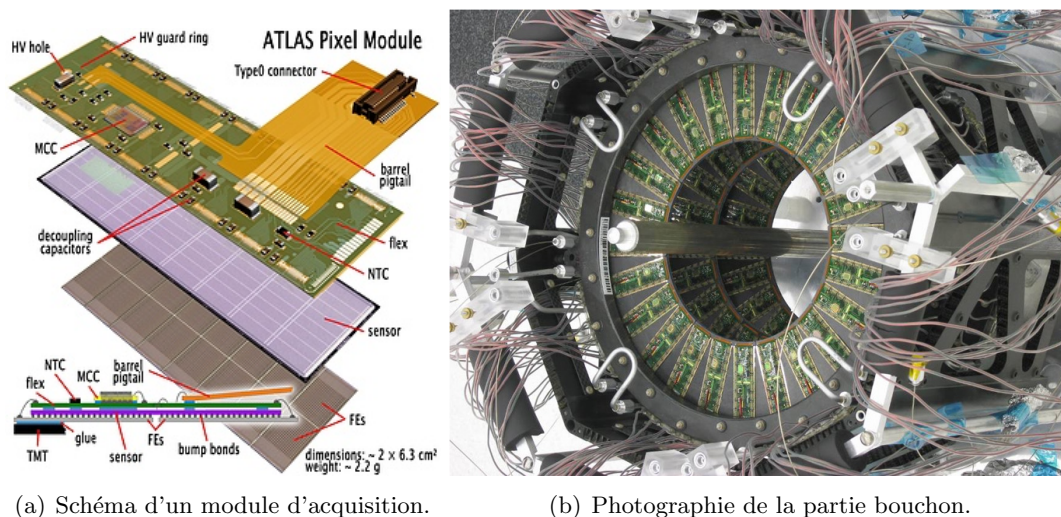 ATLAS Pixel Module
HV hole
HV guard ring
Type0 connector
MCC
barrel
pigtail
decoupling
capacitors
flex
NTC
sensor
barrel
pigtail
NTC
MCC
flex
glue
FEs
FEs
TMT
sensor
bump bonds
dimensions: ~ 2 × 6.3 cm²
weight: ~ 2.2 g
(a) Schéma d'un module d'acquisition.
(b) Photographie de la partie bouchon.